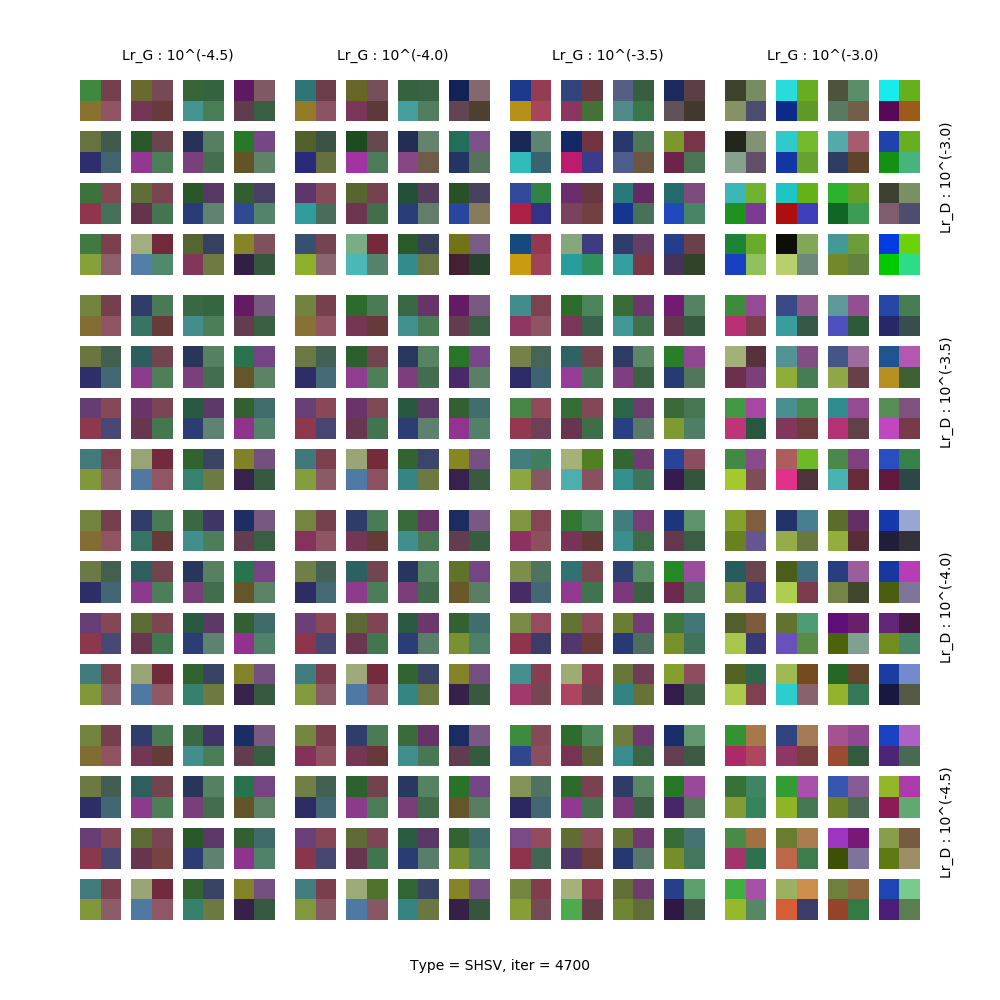 Lr_G : 10^(-4.5)
Lr_G : 10^(-4.0)
Lr_G : 10^(-3.5)
Lr_G : 10^(-3.0)
Lr_D : 10^(-3.0)
Lr_D : 10^(-3.5)
Lr_D : 10^(-4.0)
Lr_D : 10^(-4.5)
Type = SHSV, iter = 4700